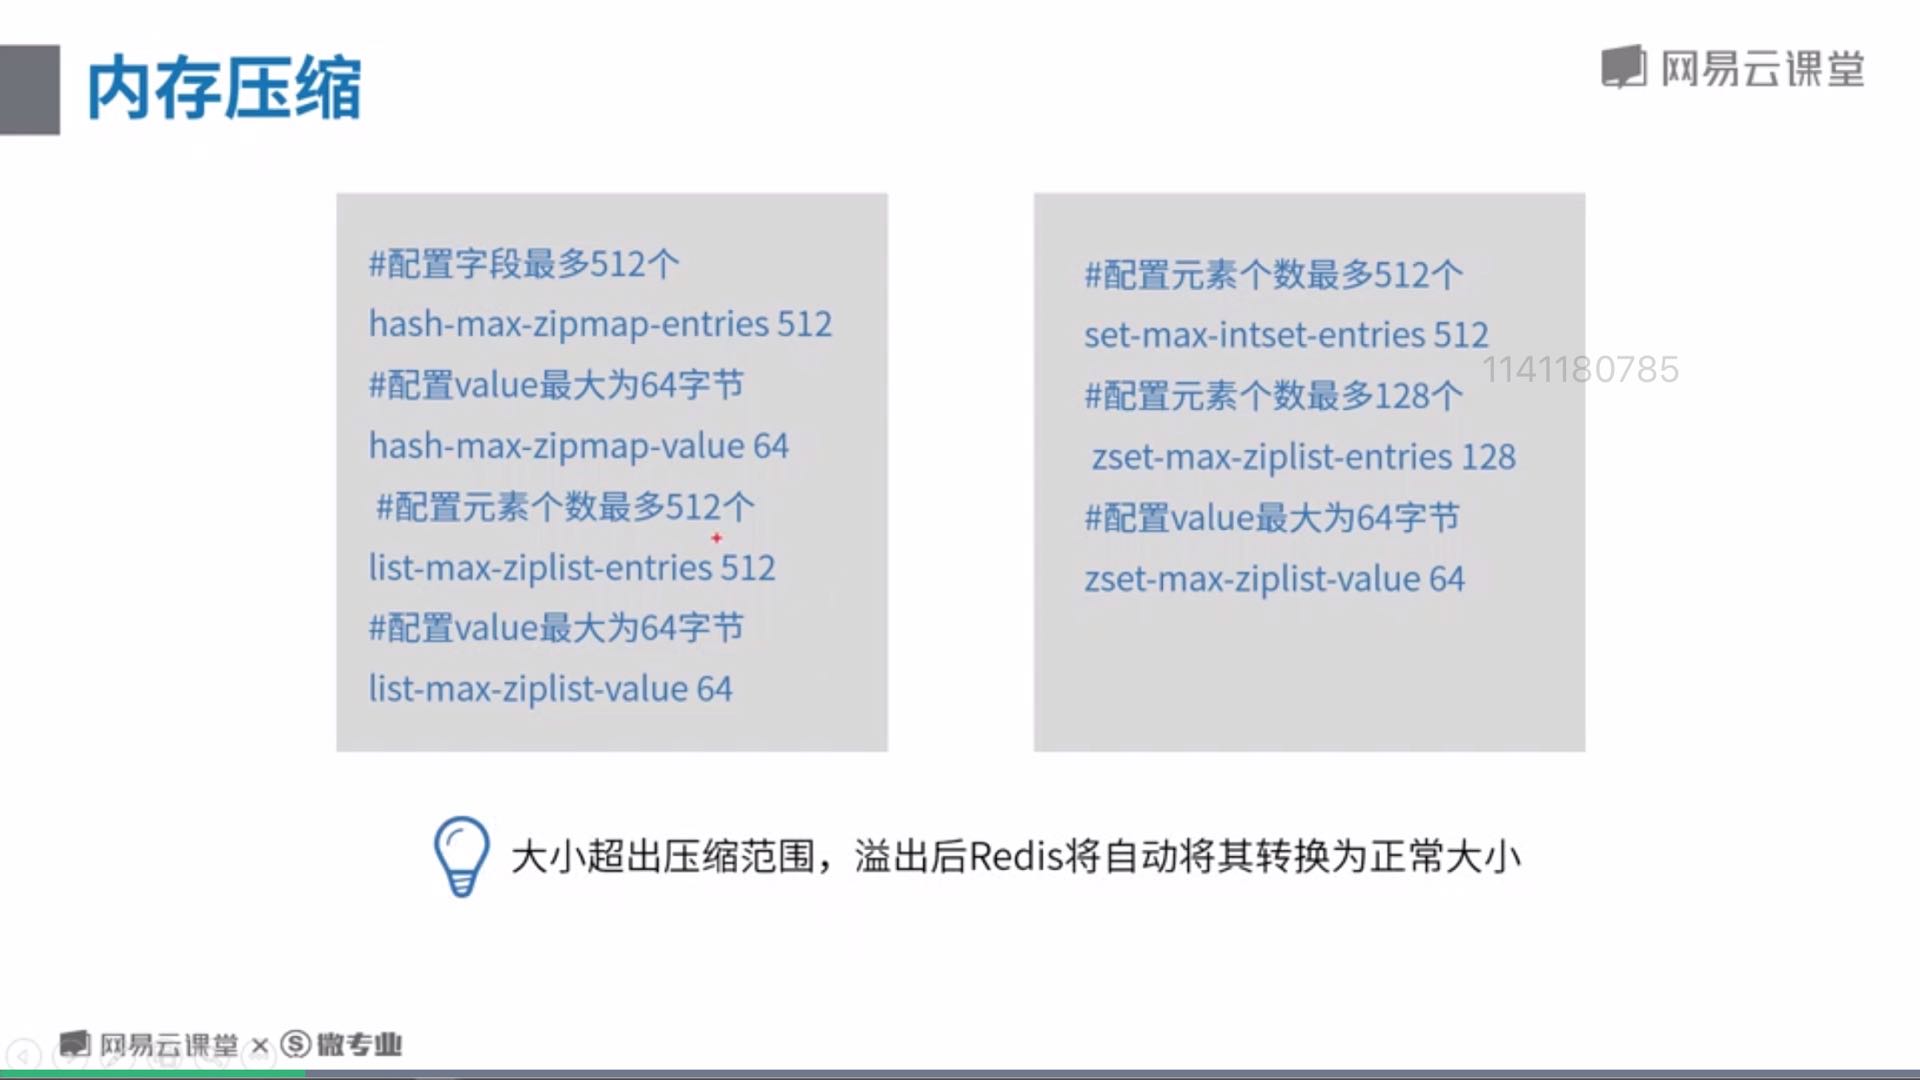 内存压缩
网易云课堂
#配置字段最多512个
hash-max-zipmap-entries 512
#配置value最大为64字节
hash-max-zipmap-value 64
#配置元素个数最多512个
list-max-ziplist-entries 512
#配置value最大为64字节
list-max-ziplist-value 64
#配置元素个数最多512个
set-max-intset-entries 512
1141180785
#配置元素个数最多128个
zset-max-ziplist-entries 128
#配置value最大为64字节
zset-max-ziplist-value 64
大小超出压缩范围，溢出后Redis将自动将其转换为正常大小
网易云课堂 × Ⓢ微专业